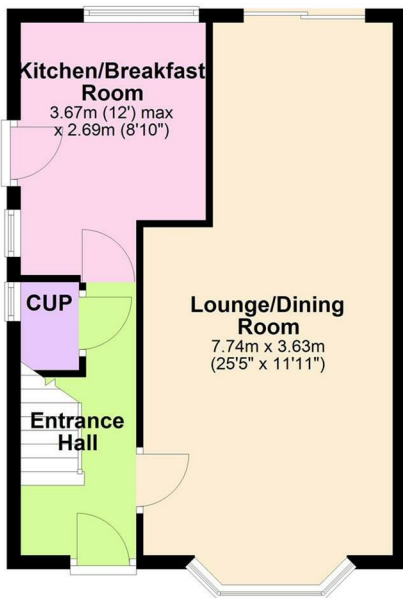 Kitchen/Breakfast
Room
3.67m (12') max
x 2.69m (8'10")
CUP
Lounge/Dining
Room
7.74m x 3.63m
(25'5" x 11'11")
Entrance
Hall